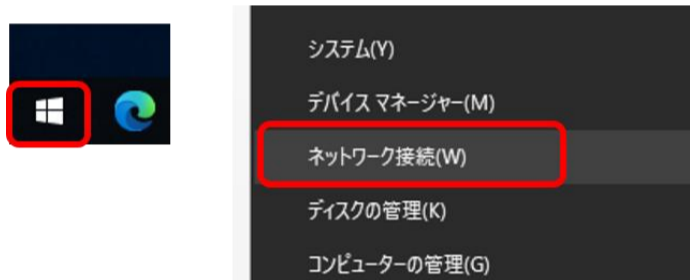 システム(Y)
デバイス マネージャー(M)
ネットワーク接続(W)
ディスクの管理(K)
コンピューターの管理(G)